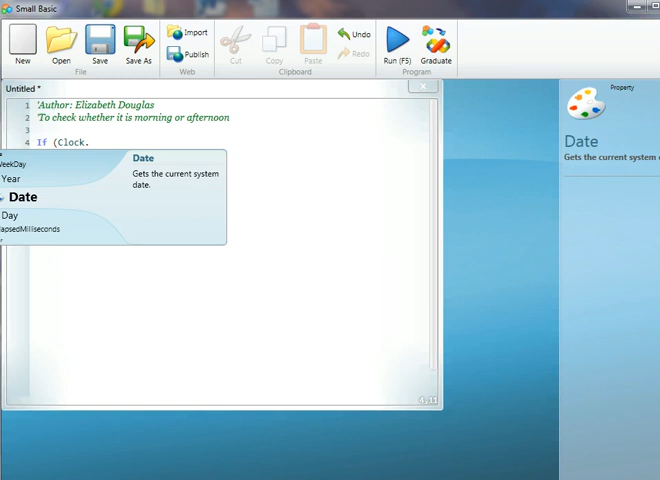 Small Basic
New
Open
Save
Save As
Import
Publish
Cut
Copy
Paste
Undo
Redo
Run (F5)
Graduate
File
Web
Clipboard
Program
Untitled *
1 'Author: Elizabeth Douglas
2 'To check whether it is morning or afternoon
3
4 If (Clock.
WeekDay
Year
Date
Day
lapsedMilliseconds
Date
Gets the current system
date.
4,11
Property
Date
Gets the current system